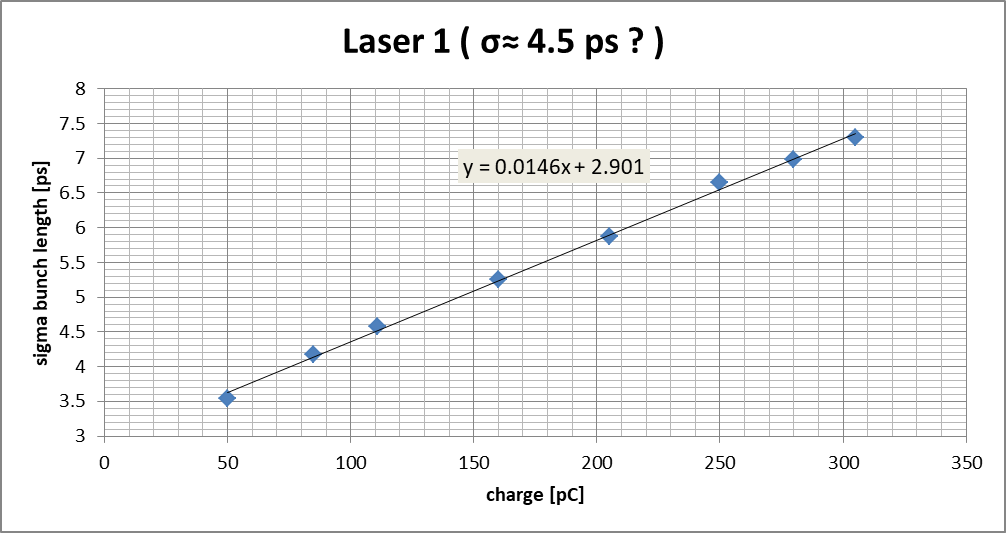 Laser 1 ( σ≈ 4.5 ps ? )
8
7.5
7
6.5
6
5.5
5
4.5
4
3.5
3
sigma bunch length [ps]
y = 0.0146x + 2.901
0 50 100 150 200 250 300 350
charge [pC]